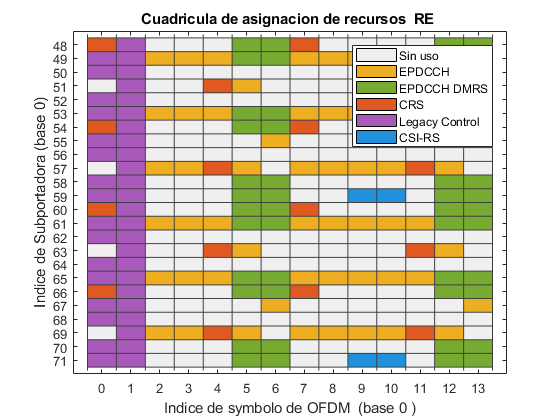 Cuadricula de asignacion de recursos RE
Indice de Subportadora (base 0)
48
49
50
51
52
53
54
55
56
57
58
59
60
61
62
63
64
65
66
67
68
69
70
71
Sin uso
EPDCCH
EPDCCH DMRS
CRS
Legacy Control
CSI-RS
0 1 2 3 4 5 6 7 8 9 10 11 12 13
Indice de symbolo de OFDM (base 0 )